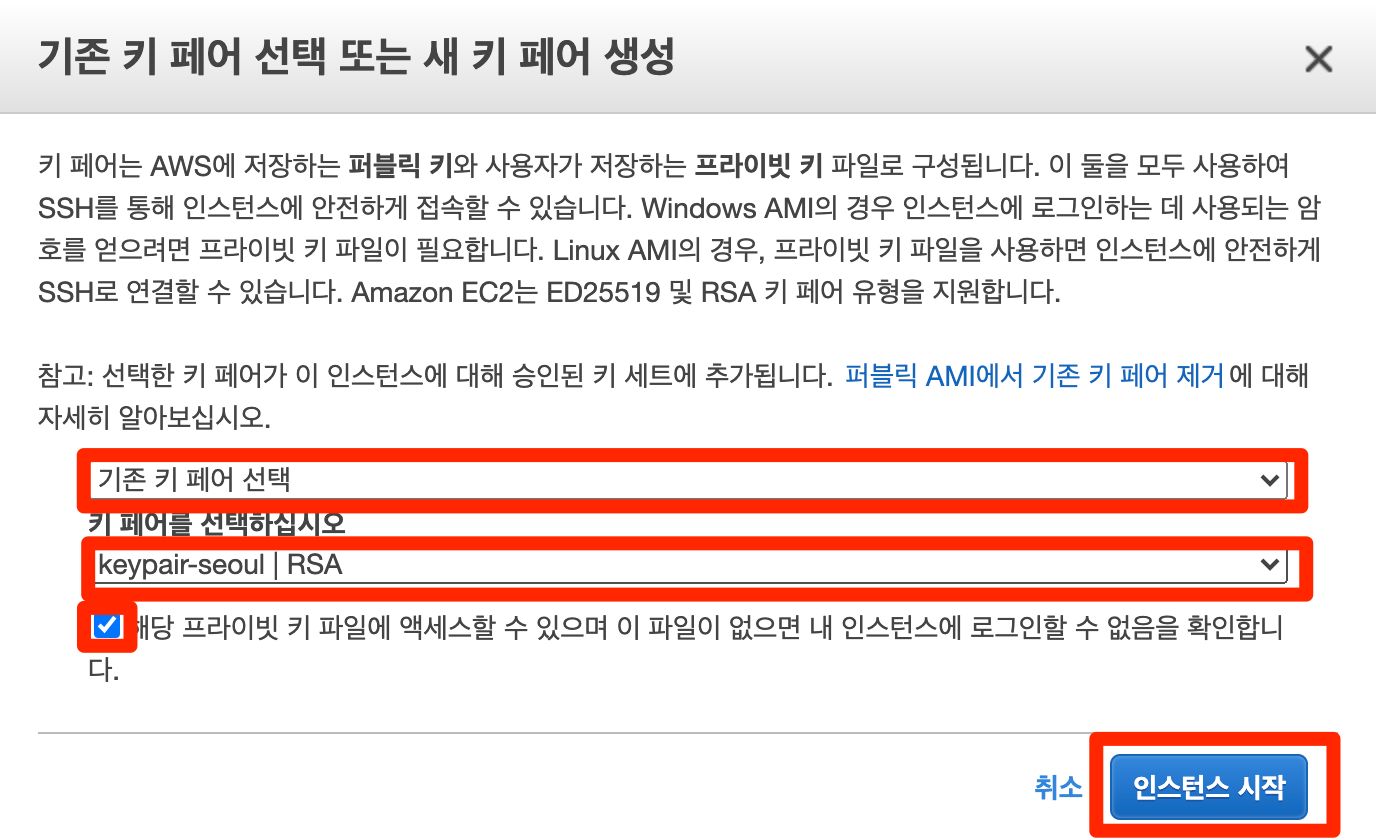 기존 키 페어 선택 또는 새 키 페어 생성
키 페어는 AWS에 저장하는 퍼블릭 키와 사용자가 저장하는 프라이빗 키 파일로 구성됩니다. 이 둘을 모두 사용하여
SSH를 통해 인스턴스에 안전하게 접속할 수 있습니다. Windows AMI의 경우 인스턴스에 로그인하는 데 사용되는 암
호를 얻으려면 프라이빗 키 파일이 필요합니다. Linux AMI의 경우, 프라이빗 키 파일을 사용하면 인스턴스에 안전하게
SSH로 연결할 수 있습니다. Amazon EC2는 ED25519 및 RSA 키 페어 유형을 지원합니다.
참고: 선택한 키 페어가 이 인스턴스에 대해 승인된 키 세트에 추가됩니다. 퍼블릭 AMI에서 기존 키 페어 제거에 대해
자세히 알아보십시오.
기존 키 페어 선택
키 페어를 선택하십시오
keypair-seoul | RSA
해당 프라이빗 키 파일에 액세스할 수 있으며 이 파일이 없으면 내 인스턴스에 로그인할 수 없음을 확인합니
다.
취소 인스턴스 시작